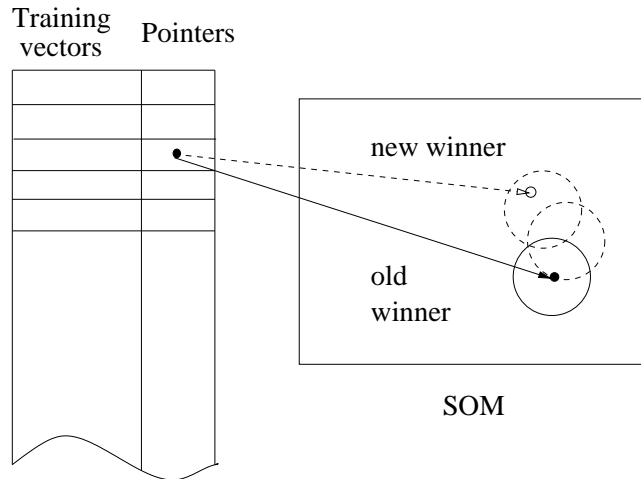 Training
vectors
Pointers
new winner
old
winner
SOM